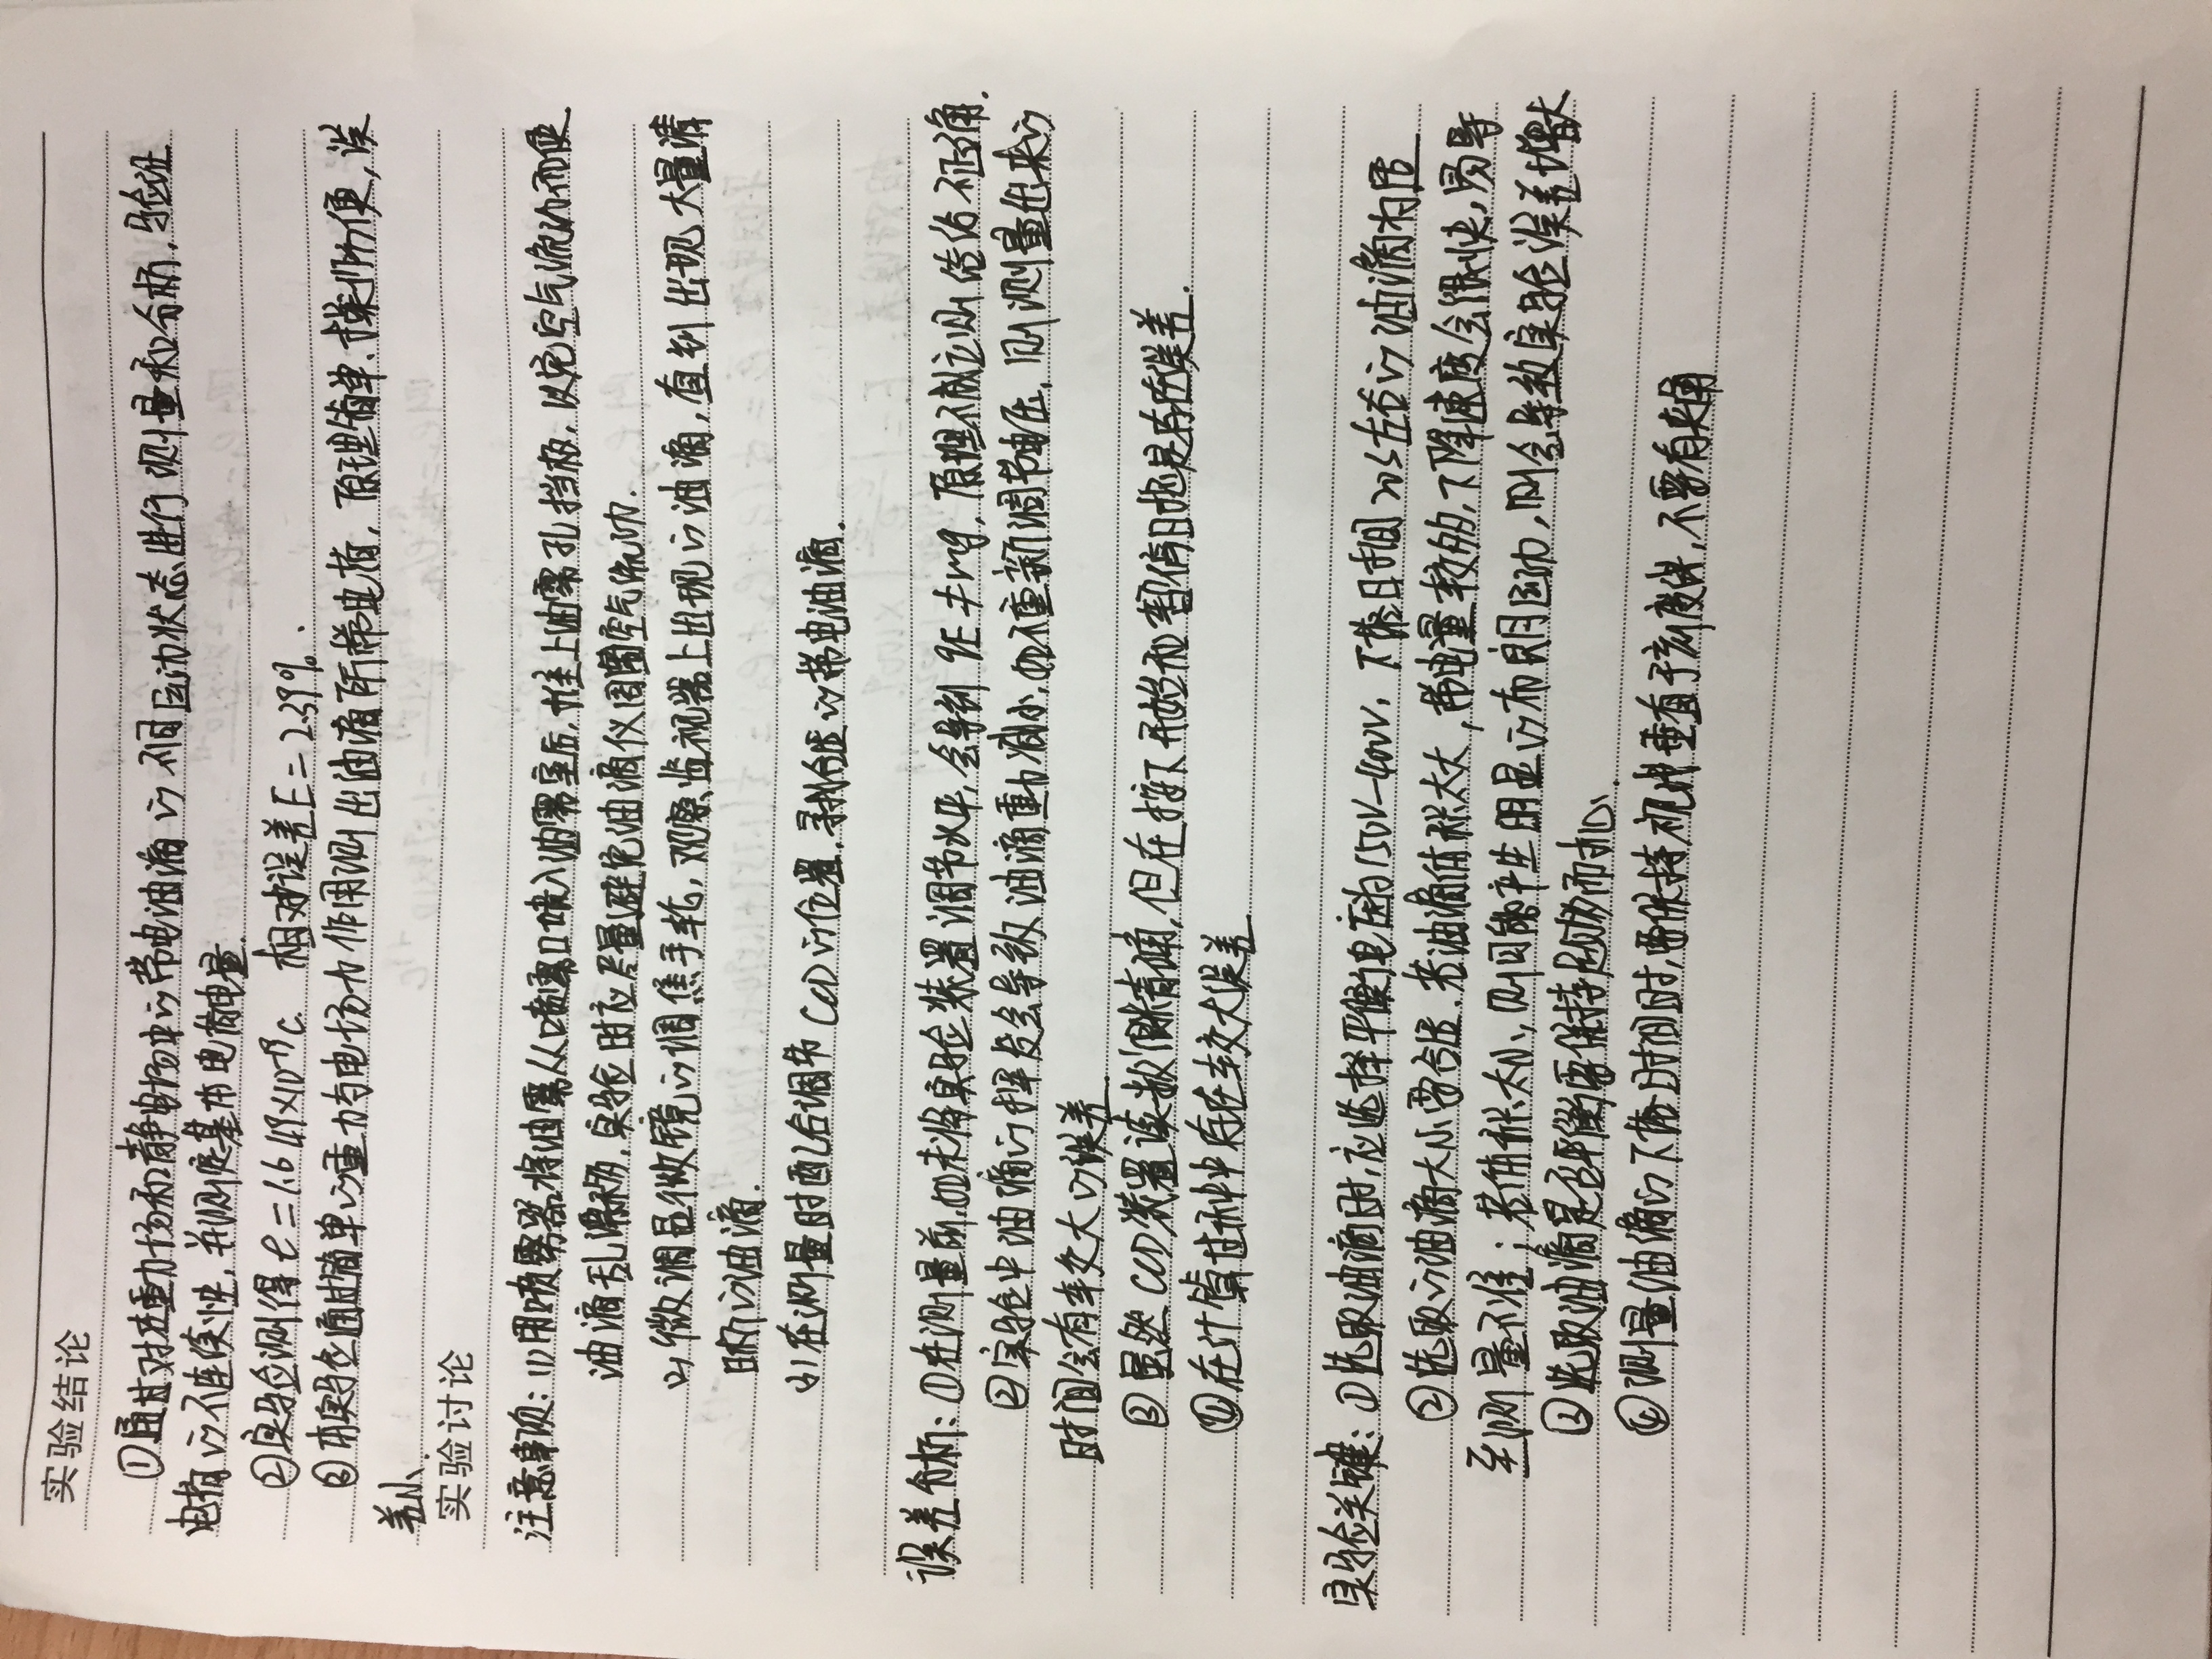 实验结论
①通过对在重力场和静电场中的带电油滴的不同运动状态进行测量和分析，验证
电荷的不连续性，并测定基本电荷电量.
②实验测得 e=1.649×10⁻¹⁹C. 相对误差E=2.39%.
③本实验通过简单的重力与电场力作用测出油滴所带电荷，原理简单、操作方便，误
差小.
实验讨论
注意事项：(1)用喷雾器将油雾从喷雾口喷入油雾室后，推上油雾孔挡板，以免空气流动而使
油滴乱漂移，实验时应尽量避免油滴仪周围空气流动.
(2)微调显微镜的调焦手轮，观察监视器上出现的油滴，直到出现大量清
晰的油滴.
(3)在测量时配合调节CCD的位置，寻找合适的带电油滴.
误差分析：①在测量前，如未将实验装置调节水平，会导到 qE≠mg，原理不成立则结论不正确.
②实验中油滴的挥发会导致油滴重力减小，如不重新调节电压，则测量出来的
时间会有较大的误差.
③虽然CCD装置读数很精确，但在按下开始和暂停时还是存在误差.
④在计算过程中存在较大误差
实验关键：①选取油滴时，应选择平衡电压为150V—400V，下落时间20s左右的油滴为适
②选取的油滴大小要合适，若油滴体积太大，带电量较多，下降速度会很快，易导
至测量不准；若体积太小，则可能产生明显的布良月运动，则会导致实验误差增大
③选取油滴是否平衡要保持足够耐心.
④测量油滴的下落时间时，要保持视线垂直于刻度线，不要有夹角